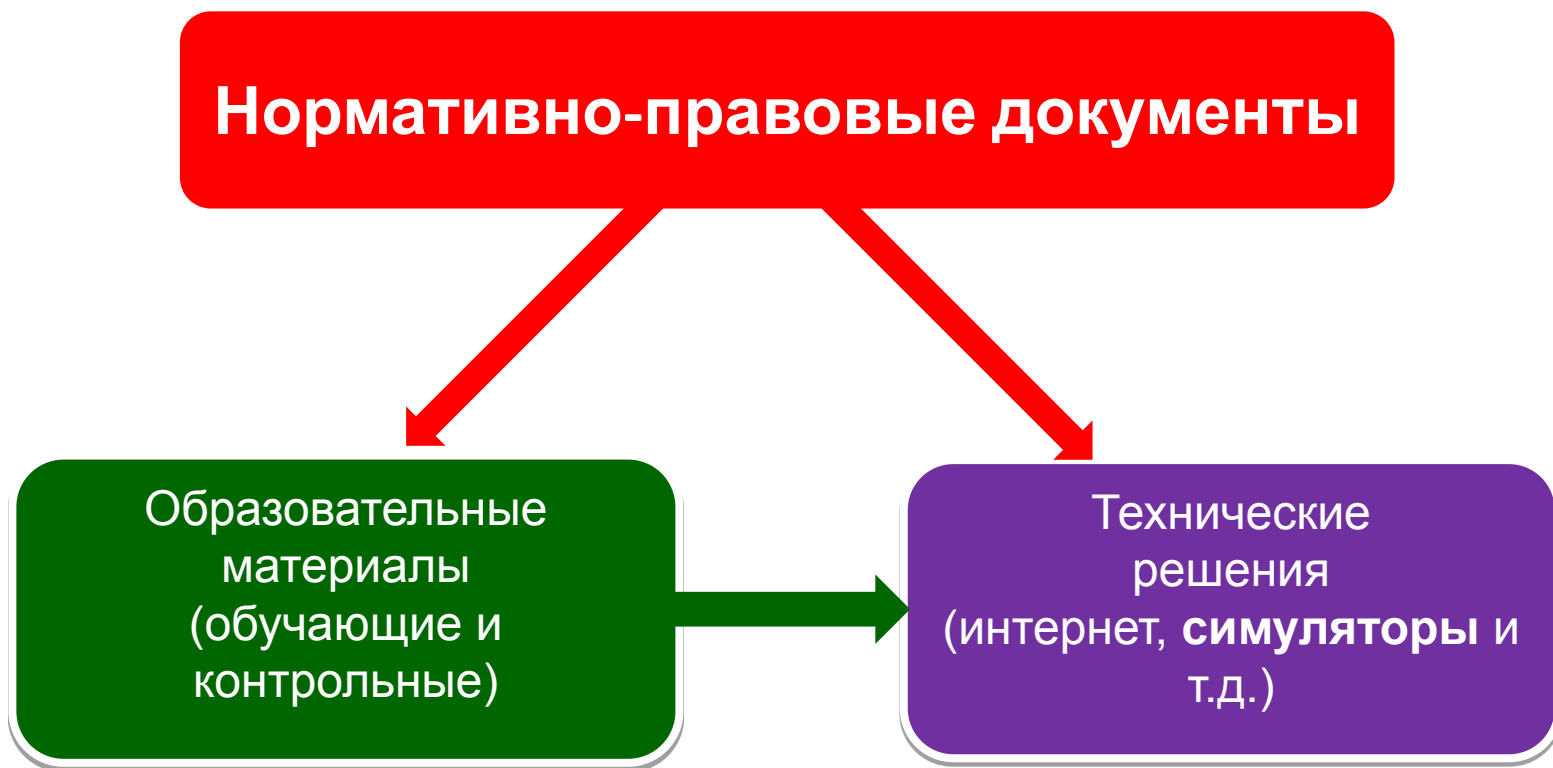 Нормативно-правовые документы
Образовательные
материалы
(обучающие и
контрольные)
Технические
решения
(интернет, симуляторы и
т.д.)